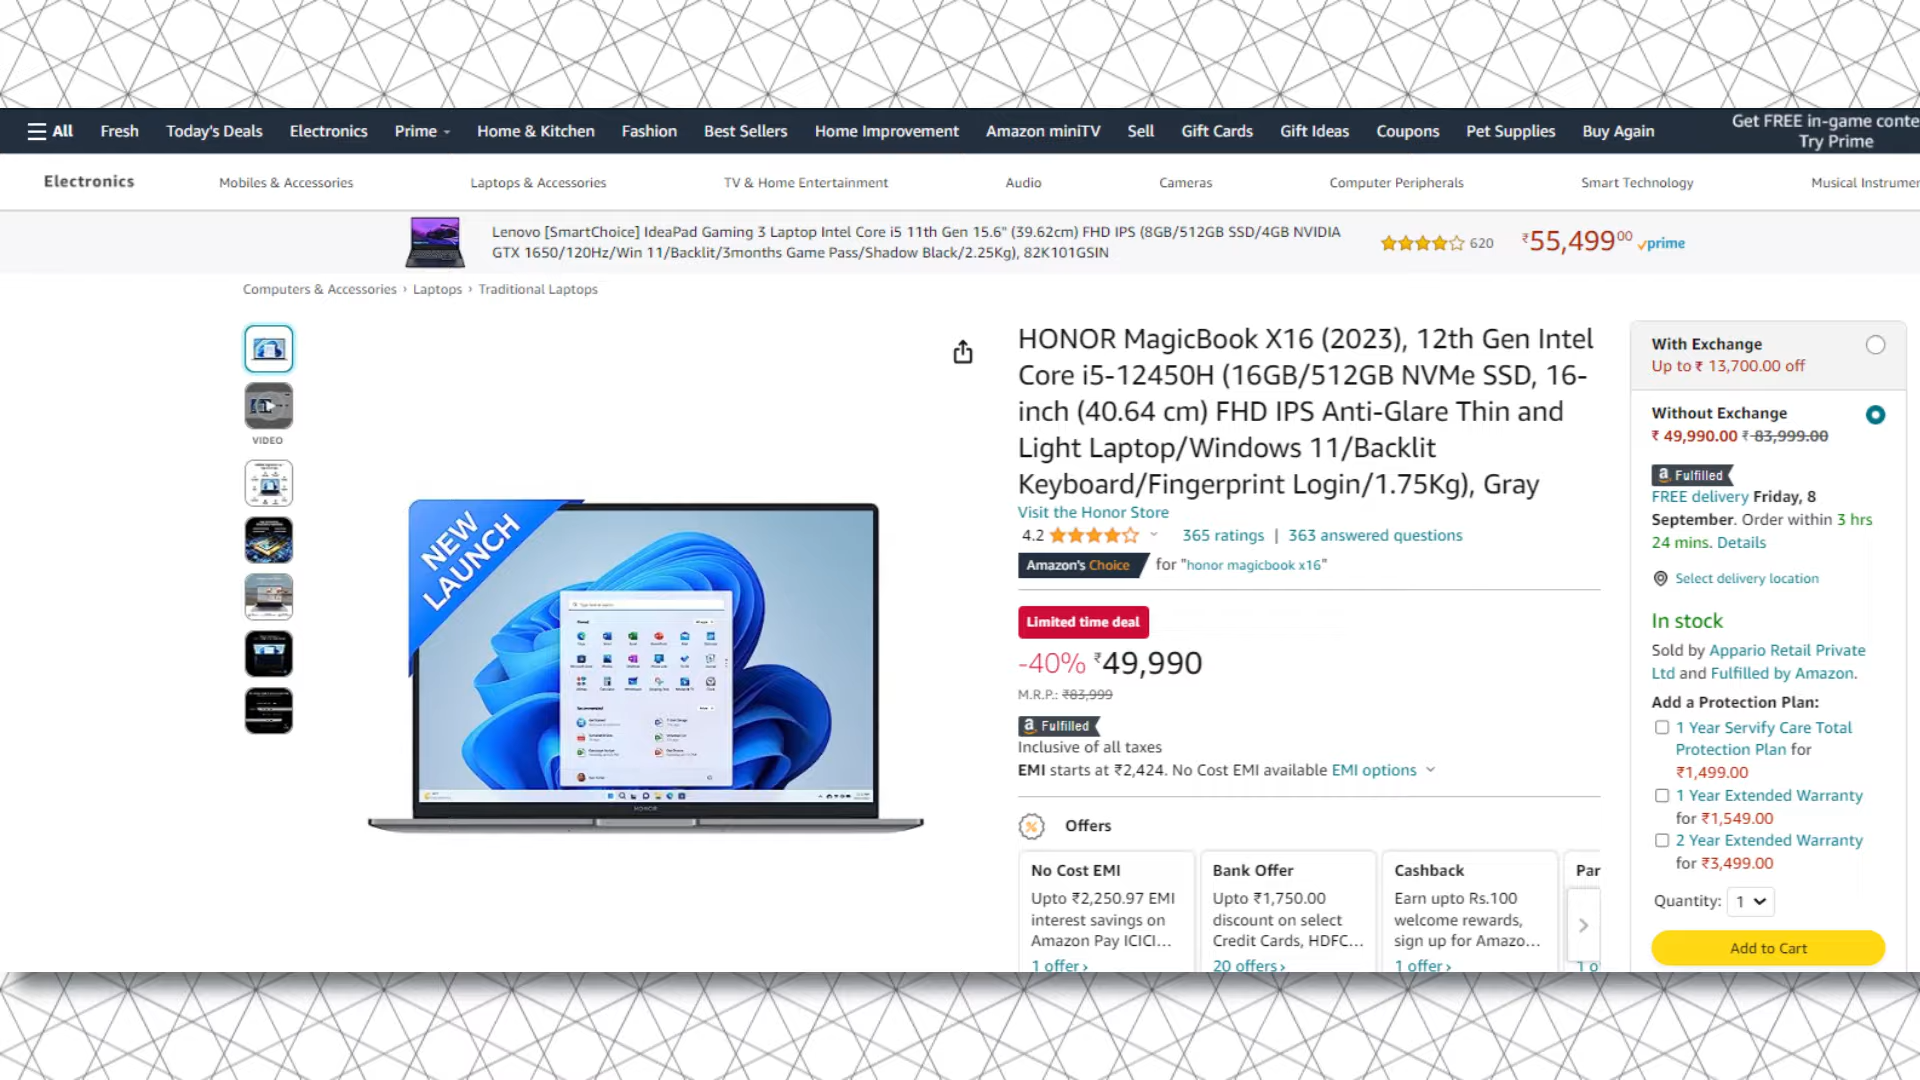 All
Fresh
Today's Deals
Electronics
Prime
Home & Kitchen
Fashion
Best Sellers
Home Improvement
Amazon miniTV
Sell
Gift Cards
Gift Ideas
Coupons
Pet Supplies
Buy Again
Get FREE in-game conte
Try Prime
Electronics
Mobiles & Accessories
Laptops & Accessories
TV & Home Entertainment
Audio
Cameras
Computer Peripherals
Smart Technology
Musical Instrumen
Lenovo [SmartChoice] IdeaPad Gaming 3 Laptop Intel Core i5 11th Gen 15.6" (39.62cm) FHD IPS (8GB/512GB SSD/4GB NVIDIA
GTX 1650/120Hz/Win 11/Backlit/3months Game Pass/Shadow Black/2.25Kg), 82K101GSIN
620
₹55,49900
prime
Computers & Accessories › Laptops › Traditional Laptops
VIDEO
NEW
LAUNCH
HONOR
HONOR MagicBook X16 (2023), 12th Gen Intel
Core i5-12450H (16GB/512GB NVMe SSD, 16-
inch (40.64 cm) FHD IPS Anti-Glare Thin and
Light Laptop/Windows 11/Backlit
Keyboard/Fingerprint Login/1.75Kg), Gray
Visit the Honor Store
4.2
365 ratings | 363 answered questions
Amazon's Choice for "honor magicbook x16"
Limited time deal
-40% ₹49,990
M.R.P.: ₹83,999
a Fulfilled
Inclusive of all taxes
EMI starts at ₹2,424. No Cost EMI available EMI options
Offers
No Cost EMI
Upto ₹2,250.97 EMI
interest savings on
Amazon Pay ICICI...
1 offer ›
Bank Offer
Upto ₹1,750.00
discount on select
Credit Cards, HDFC...
20 offers ›
Cashback
Earn upto Rs.100
welcome rewards,
sign up for Amazo...
1 offer ›
Par
1 o
With Exchange
Up to ₹ 13,700.00 off
Without Exchange
₹ 49,990.00 ₹ 83,999.00
a Fulfilled
FREE delivery Friday, 8
September. Order within 3 hrs
24 mins. Details
Select delivery location
In stock
Sold by Appario Retail Private
Ltd and Fulfilled by Amazon.
Add a Protection Plan:
1 Year Servify Care Total
Protection Plan for
₹1,499.00
1 Year Extended Warranty
for ₹1,549.00
2 Year Extended Warranty
for ₹3,499.00
Quantity: 1
Add to Cart